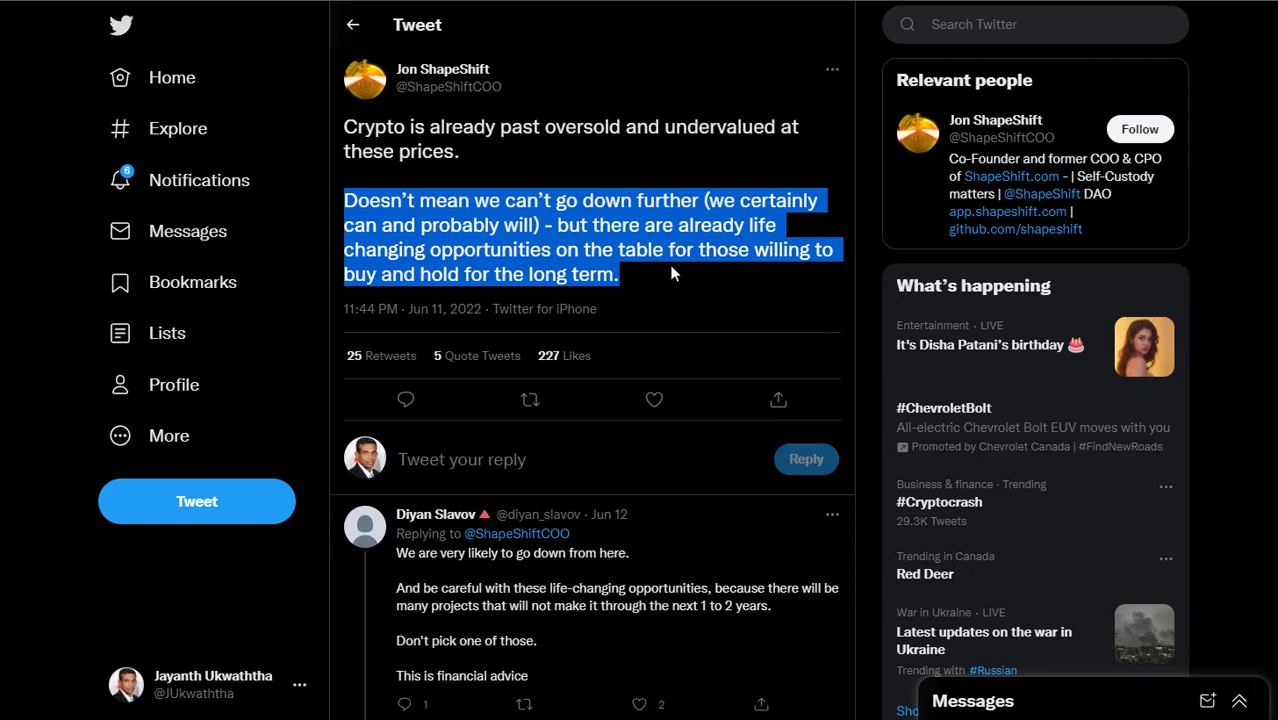 Home
Explore
6
Notifications
Messages
Bookmarks
Lists
Profile
More
Tweet
Jayanth Ukwaththa
@JUkwaththa
Tweet
Jon ShapeShift
@ShapeShiftCOO
Crypto is already past oversold and undervalued at
these prices.
Doesn’t mean we can’t go down further (we certainly
can and probably will) - but there are already life
changing opportunities on the table for those willing to
buy and hold for the long term.
11:44 PM · Jun 11, 2022 · Twitter for iPhone
25 Retweets 5 Quote Tweets 227 Likes
Tweet your reply
Reply
Diyan Slavov @diyan_slavov · Jun 12
Replying to @ShapeShiftCOO
We are very likely to go down from here.
And be careful with these life-changing opportunities, because there will be
many projects that will not make it through the next 1 to 2 years.
Don't pick one of those.
This is financial advice
1 2
Search Twitter
Relevant people
Jon ShapeShift
@ShapeShiftCOO
Follow
Co-Founder and former COO & CPO
of ShapeShift.com - | Self-Custody
matters | @ShapeShift DAO
app.shapeshift.com |
github.com/shapeshift
What’s happening
Entertainment · LIVE
It's Disha Patani’s birthday
#ChevroletBolt
All-electric Chevrolet Bolt EUV moves with you
Promoted by Chevrolet Canada | #FindNewRoads
Business & finance · Trending
#Cryptocrash
29.3K Tweets
Trending in Canada
Red Deer
War in Ukraine · LIVE
Latest updates on the war in
Ukraine
Trending with #Russian
Messages